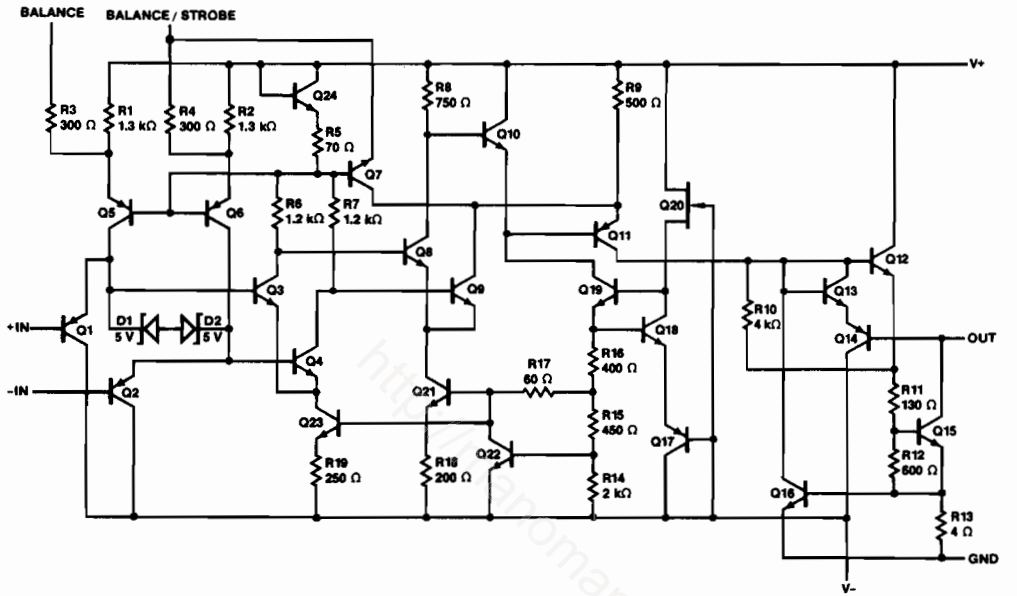 BALANCE
BALANCE / STROBE
V+
R3
300 Ω
R1
1.3 kΩ
R4
300 Ω
R2
1.3 kΩ
Q24
R5
70 Ω
R8
750 Ω
R9
500 Ω
Q10
Q7
Q5
Q6
R6
1.2 kΩ
R7
1.2 kΩ
Q20
Q8
Q11
Q12
Q3
Q9
Q19
Q13
+IN
Q1
D1
5 V
D2
5 V
Q18
R10
4 kΩ
Q14
OUT
Q4
R16
400 Ω
R17
60 Ω
-IN
Q2
Q21
R11
130 Ω
Q23
Q22
R15
450 Ω
Q17
Q15
R12
600 Ω
R19
250 Ω
R18
200 Ω
R14
2 kΩ
Q16
R13
4 Ω
GND
V-